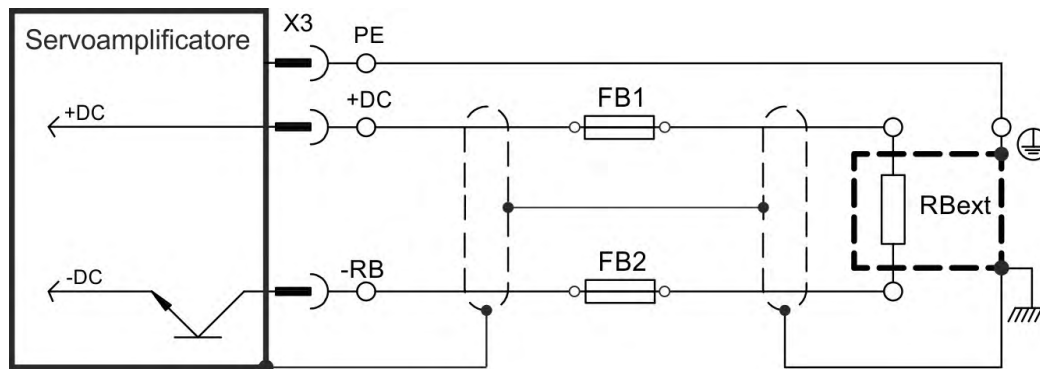 X3
Servoamplificatore
PE
+DC
+DC
FB1
RBext
-DC
-RB
FB2